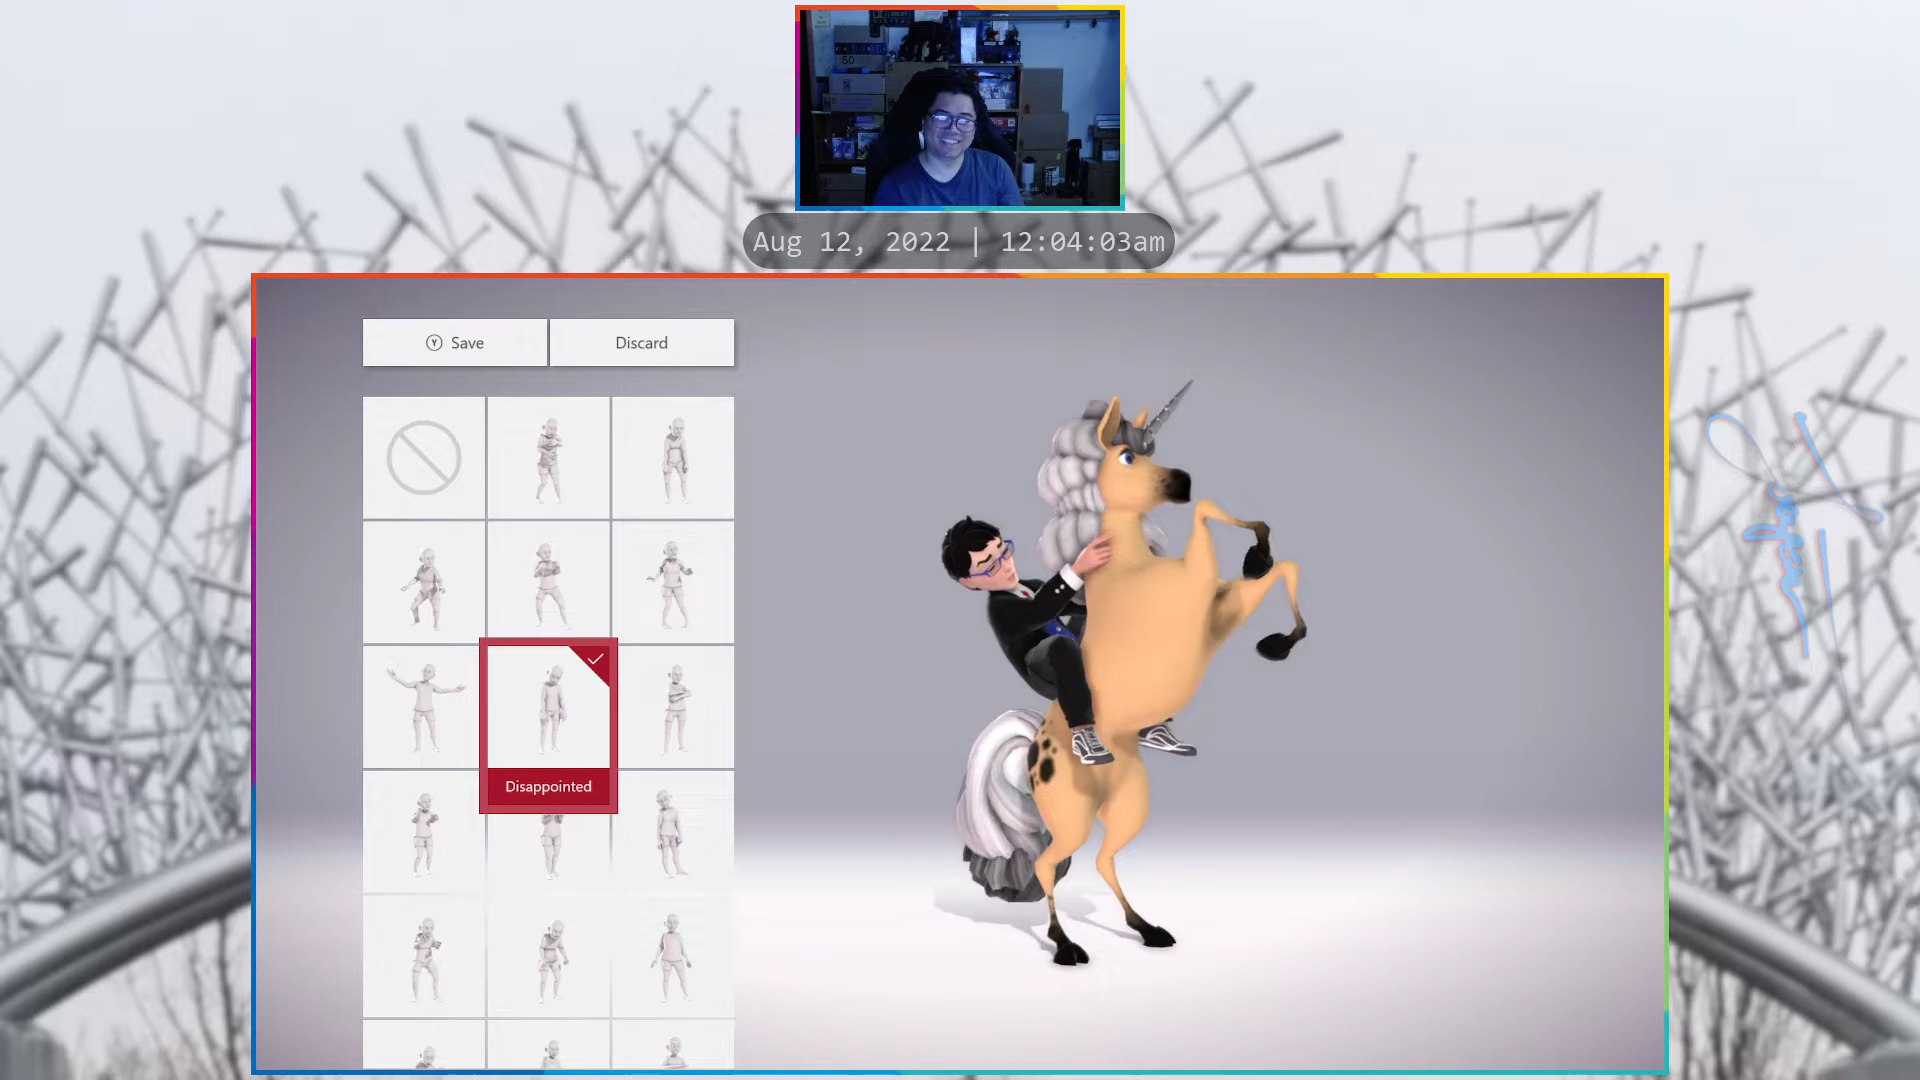 Aug 12, 2022 | 12:04:03am
Ⓨ Save
Discard
Disappointed